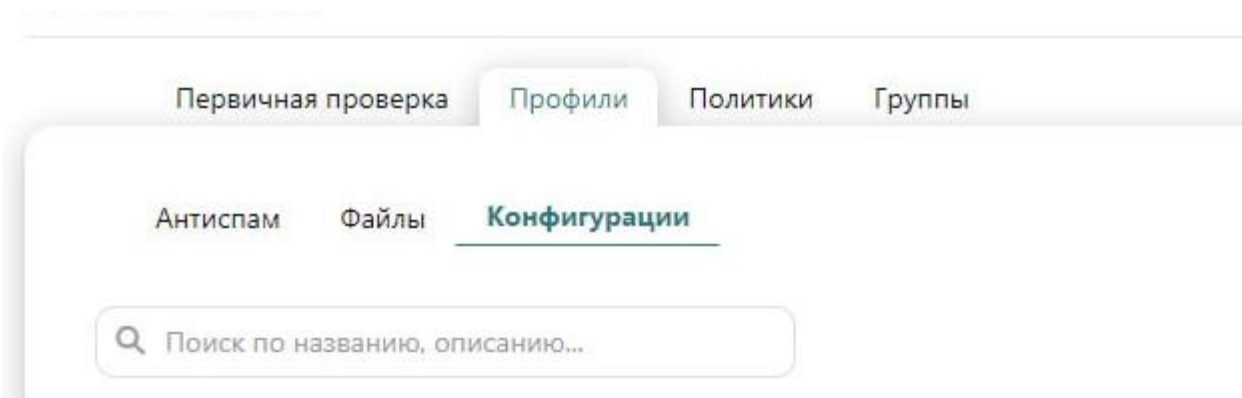 Первичная проверка Профили Политики Группы
Антиспам Файлы Конфигурации
Поиск по названию, описанию...